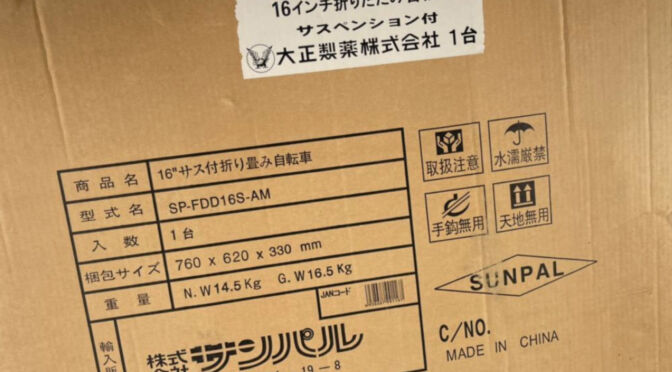 16インチ折りたたみ自
サスペンション付
大正製薬株式会社 1台
商品名 16"サス付折り畳み自転車
型式名 SP-FDD16S-AM
入数 1台
梱包サイズ 760 x 620 x 330 mm
重量 N.W14.5Kg G.W16.5Kg
JANコード
輸入販
株式会社 サンパル
19-8
取扱注意 水濡厳禁
手鈎無用 天地無用
SUNPAL
C/NO.
MADE IN CHINA